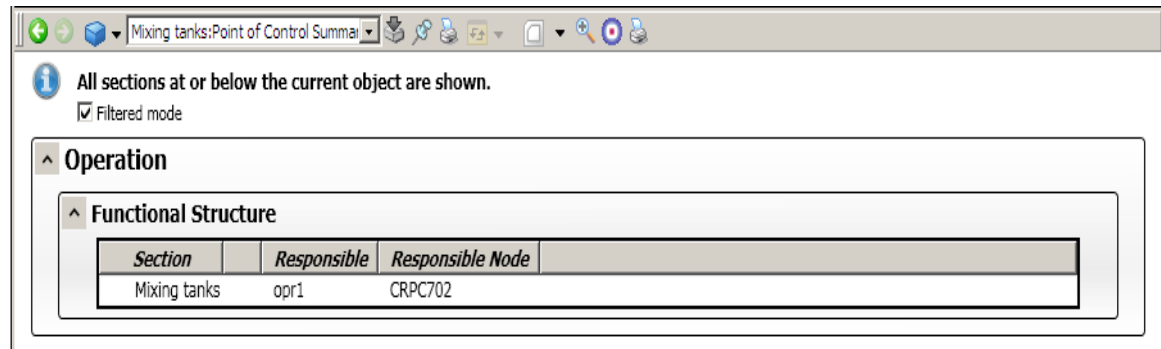 Mixing tanks:Point of Control Summar
All sections at or below the current object are shown.
Filtered mode
Operation
Functional Structure
Section Responsible Responsible Node
Mixing tanks opr1 CRPC702